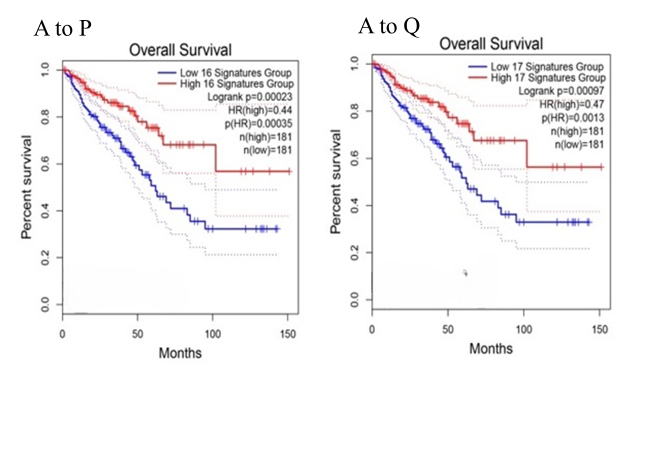 A to P
Overall Survival
Low 16 Signatures Group
High 16 Signatures Group
Logrank p=0.00023
HR(high)=0.44
p(HR)=0.00035
n(high)=181
n(low)=181
Percent survival
1.0
0.8
0.6
0.4
0.2
0.0
0 50 100 150
Months
A to Q
Overall Survival
Low 17 Signatures Group
High 17 Signatures Group
Logrank p=0.00097
HR(high)=0.47
p(HR)=0.0013
n(high)=181
n(low)=181
Percent survival
1.0
0.8
0.6
0.4
0.2
0.0
0 50 100 150
Months